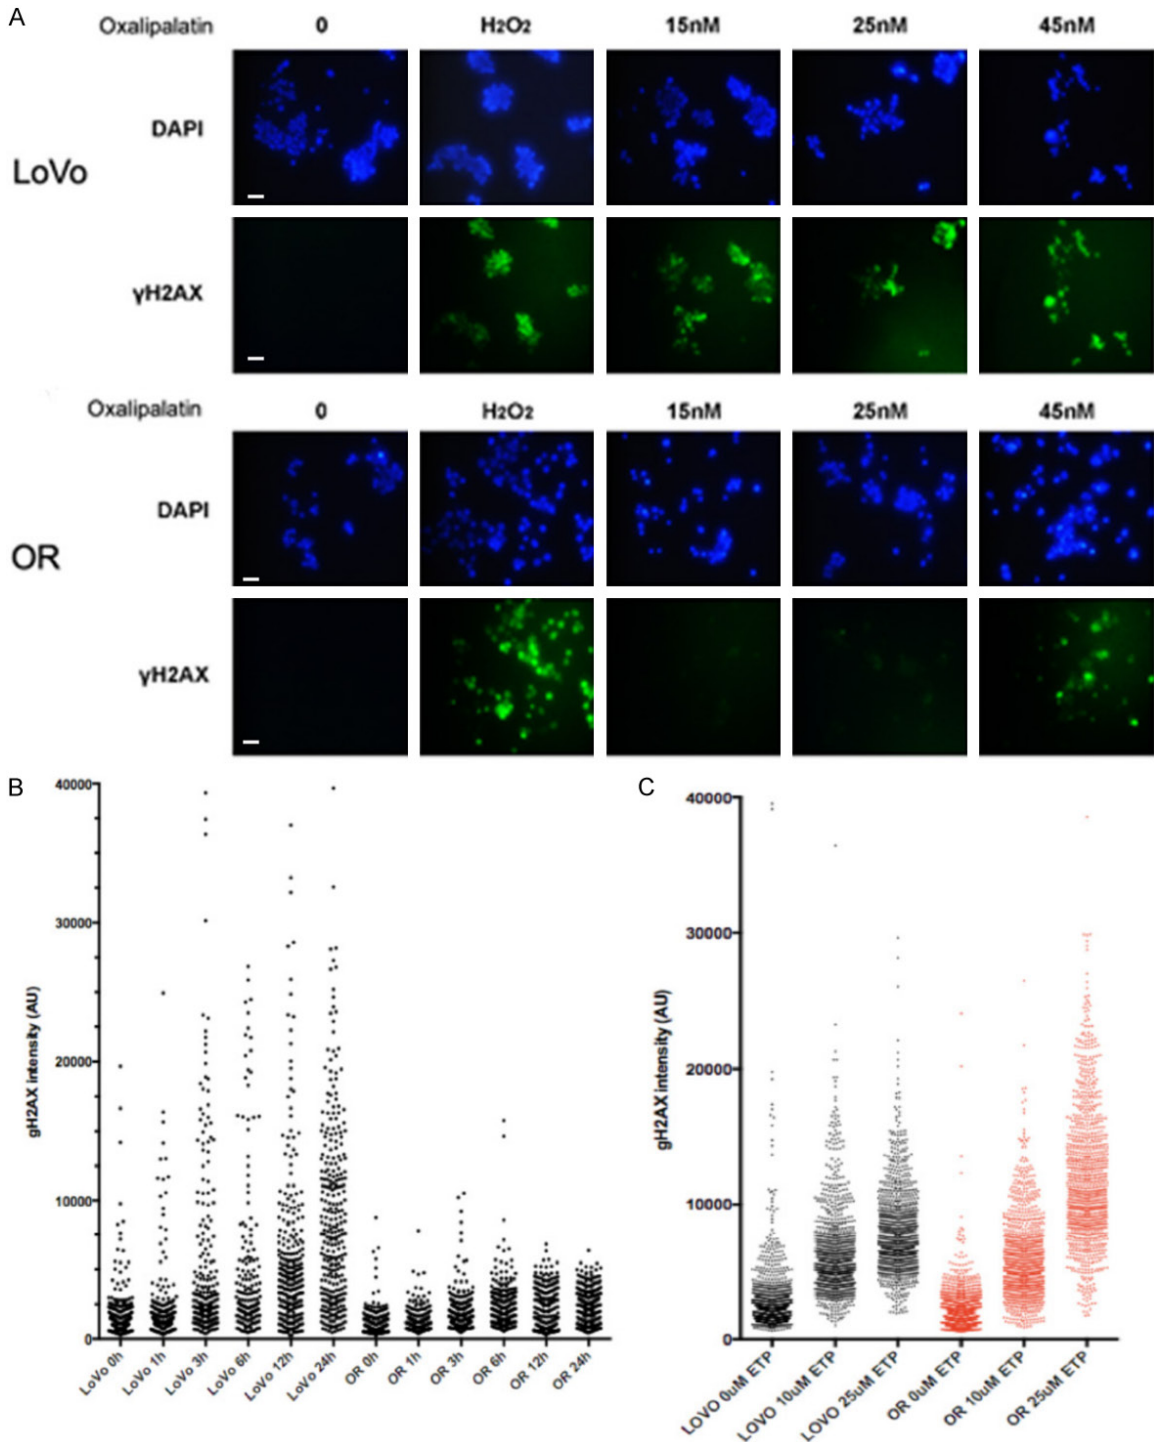 A
Oxalipalatin 0 H2O2 15nM 25nM 45nM
DAPI
LoVo
γH2AX
Oxalipalatin 0 H2O2 15nM 25nM 45nM
DAPI
OR
γH2AX
B
40000
30000
20000
10000
0
gH2AX intensity (AU)
LoVo 0h
LoVo 1h
LoVo 3h
LoVo 6h
LoVo 12h
LoVo 24h
OR 0h
OR 1h
OR 3h
OR 6h
OR 12h
OR 24h
C
40000
30000
20000
10000
0
gH2AX intensity (AU)
LOVO 0uM ETP
LOVO 10uM ETP
LOVO 25uM ETP
OR 0uM ETP
OR 10uM ETP
OR 25uM ETP